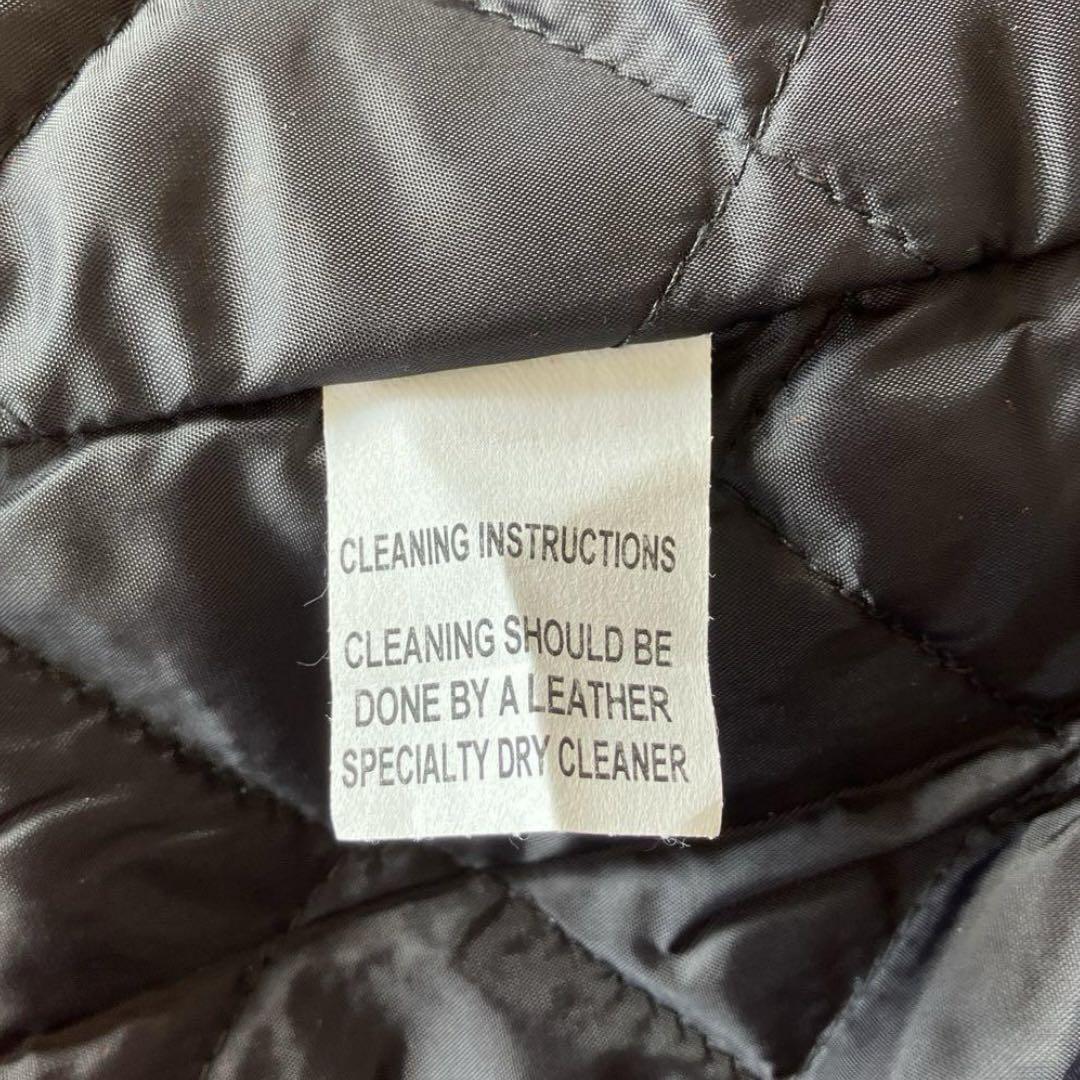 CLEANING INSTRUCTIONS
CLEANING SHOULD BE
DONE BY A LEATHER
SPECIALTY DRY CLEANER